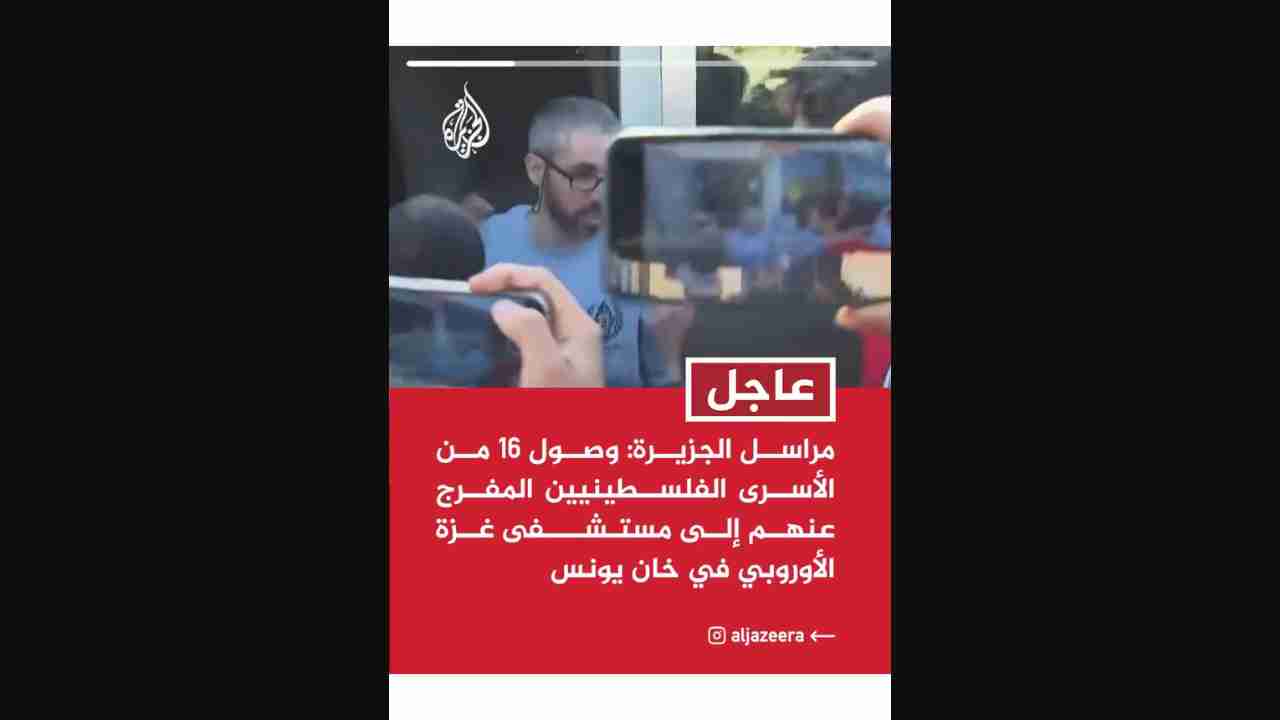 الجزيرة
عاجل
مراسل الجزيرة: وصول 16 من
الأسرى الفلسطينيين المفرج
عنهم إلى مستشفى غزة
الأوروبي في خان يونس
aljazeera